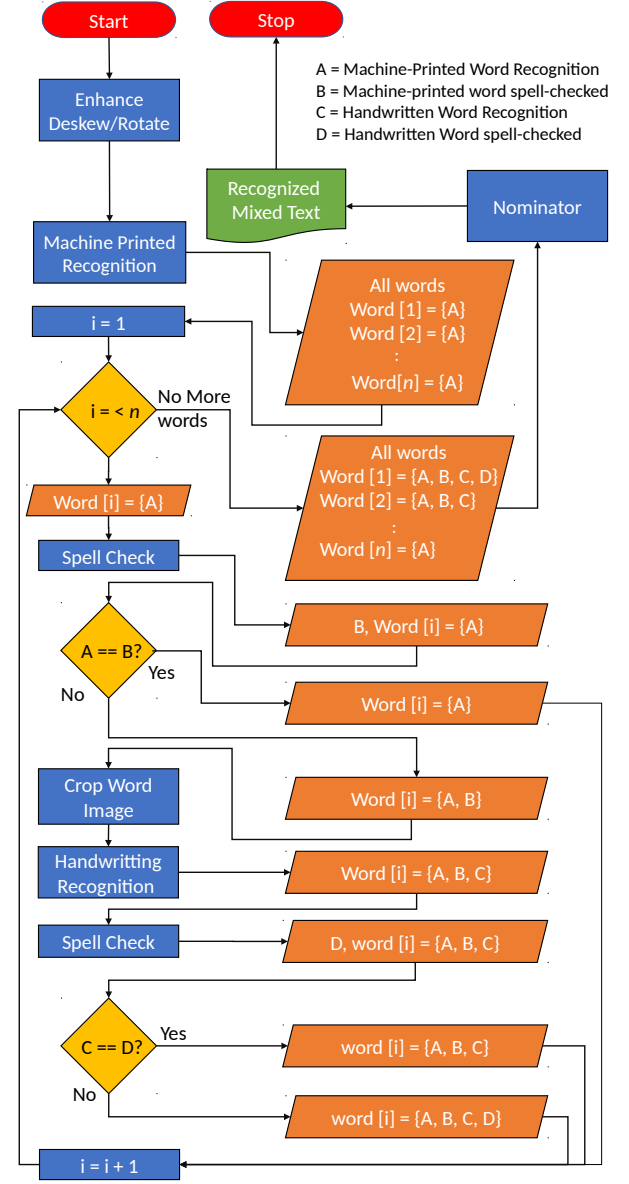 Start
Stop
A = Machine-Printed Word Recognition
B = Machine-printed word spell-checked
C = Handwritten Word Recognition
D = Handwritten Word spell-checked
Enhance
Deskew/Rotate
Recognized
Mixed Text
Nominator
Machine Printed
Recognition
All words
Word [1] = {A}
Word [2] = {A}
:
Word[n] = {A}
i = 1
i = < n
No More
words
All words
Word [1] = {A, B, C, D}
Word [2] = {A, B, C}
:
Word [n] = {A}
Word [i] = {A}
Spell Check
B, Word [i] = {A}
A == B?
Yes
No
Word [i] = {A}
Crop Word
Image
Word [i] = {A, B}
Handwritting
Recognition
Word [i] = {A, B, C}
Spell Check
D, word [i] = {A, B, C}
C == D?
Yes
No
word [i] = {A, B, C}
word [i] = {A, B, C, D}
i = i + 1